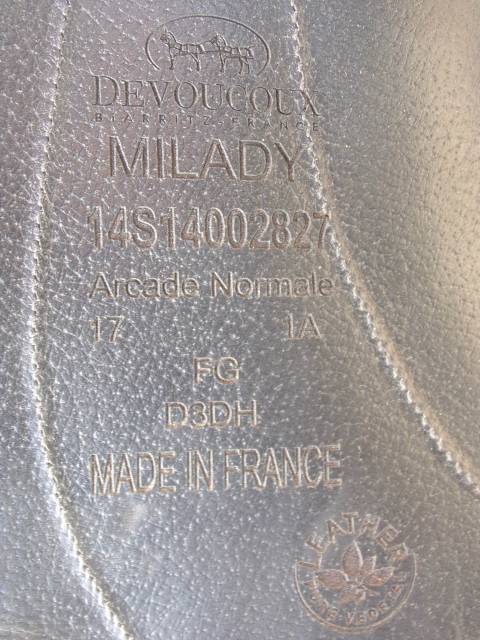 DEVOUCOUX
BIARRITZ-FRANCE
MILADY
14S14002827
Arcade Normale
17 1A
FG
D3DH
MADE IN FRANCE
LEATHER